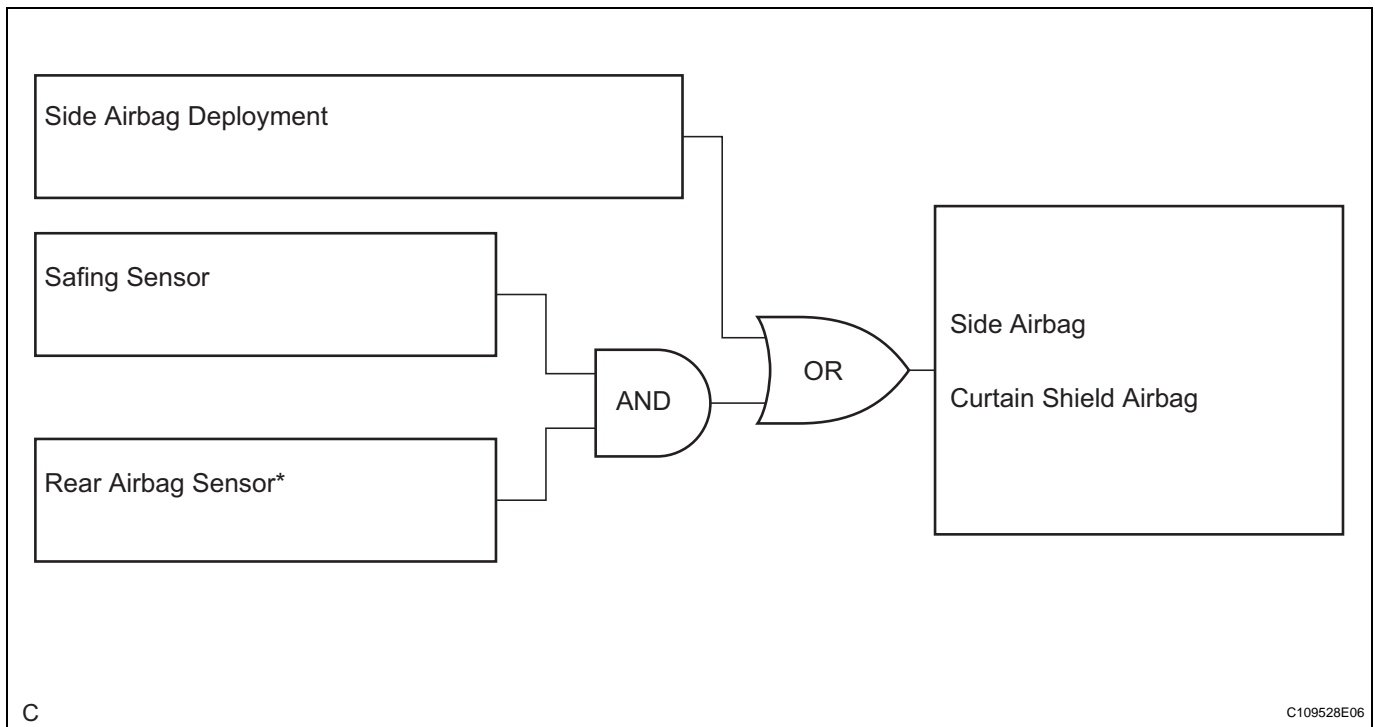 Side Airbag Deployment
Safing Sensor
Rear Airbag Sensor*
AND
OR
Side Airbag
Curtain Shield Airbag
C
C109528E06